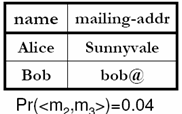 name mailing-addr
Alice Sunnyvale
Bob bob@
Pr(<m₂,m₃>)=0.04